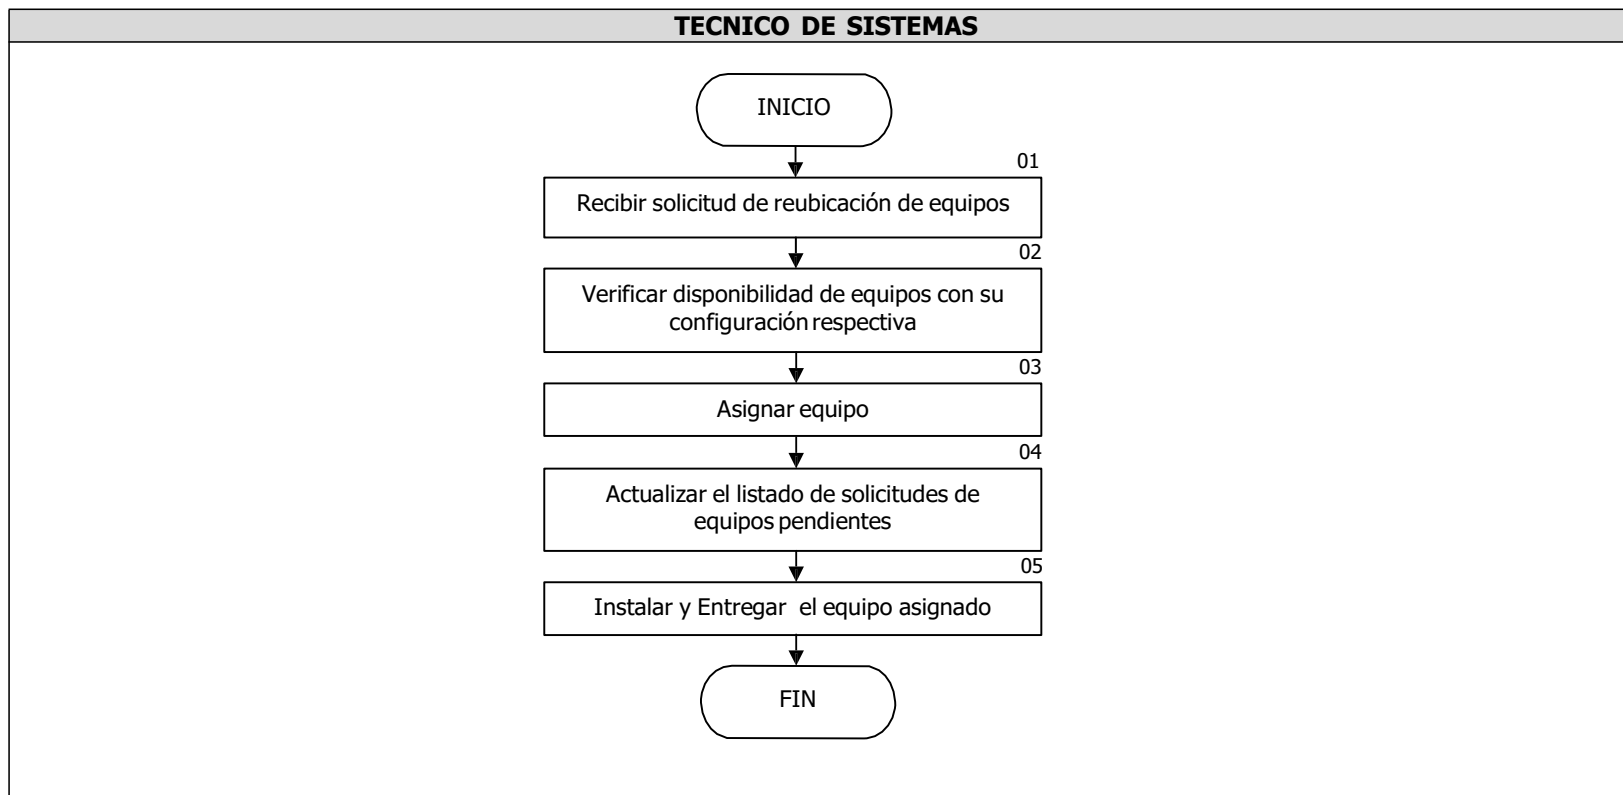 TECNICO DE SISTEMAS
INICIO
01
Recibir solicitud de reubicación de equipos
02
Verificar disponibilidad de equipos con su
configuración respectiva
03
Asignar equipo
04
Actualizar el listado de solicitudes de
equipos pendientes
05
Instalar y Entregar el equipo asignado
FIN